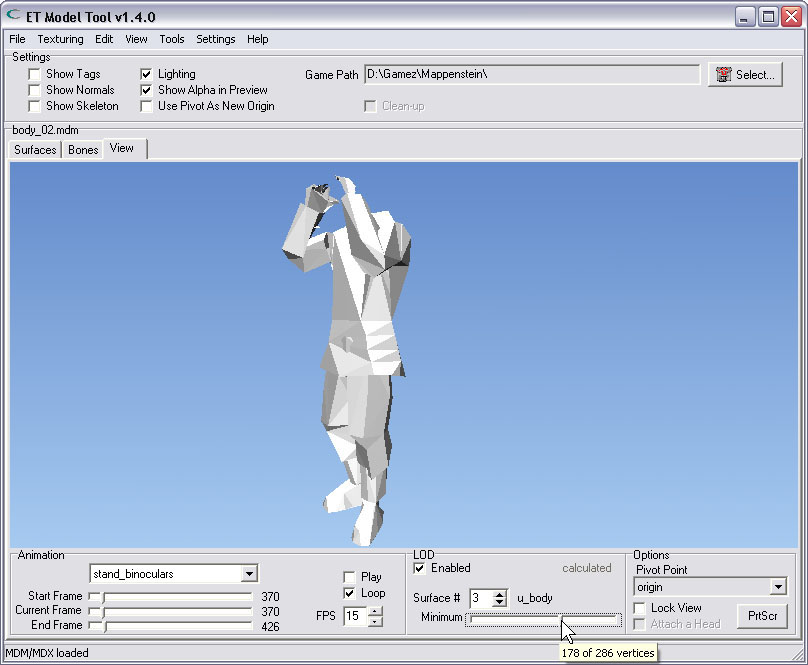 ET Model Tool v1.4.0
File Texturing Edit View Tools Settings Help
Settings
Show Tags Lighting Game Path D:\Gamez\Mappenstein\ Select...
Show Normals Show Alpha in Preview
Show Skeleton Use Pivot As New Origin Clean-up
body_02.mdm
Surfaces Bones View
Animation LOD Options
stand_binoculars Play Enabled calculated Pivot Point
origin
Start Frame 370 Loop Surface # 3 u_body Lock View
Current Frame 370 FPS 15 Minimum PrtScr
End Frame 426 Attach a Head
178 of 286 vertices
MDM/MDX loaded